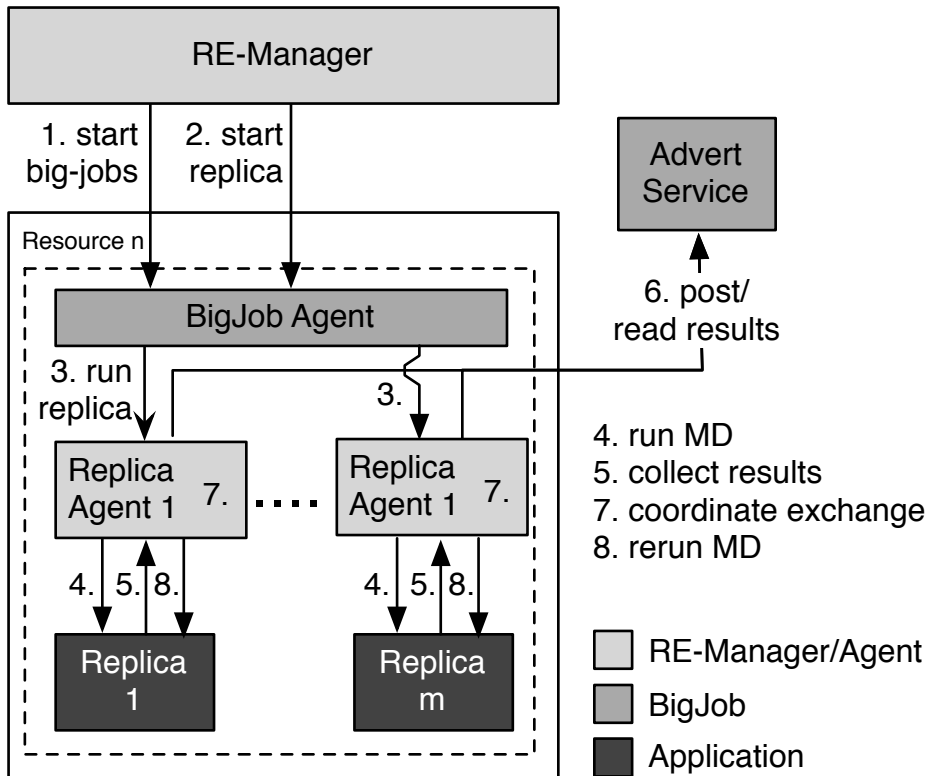 RE-Manager
1. start
big-jobs
2. start
replica
Advert
Service
Resource n
BigJob Agent
6. post/
read results
3. run
replica
3.
Replica
Agent 1
7.
Replica
Agent 1
7.
4. run MD
5. collect results
7. coordinate exchange
8. rerun MD
4.
5.
8.
4.
5.
8.
Replica
1
Replica
m
RE-Manager/Agent
BigJob
Application